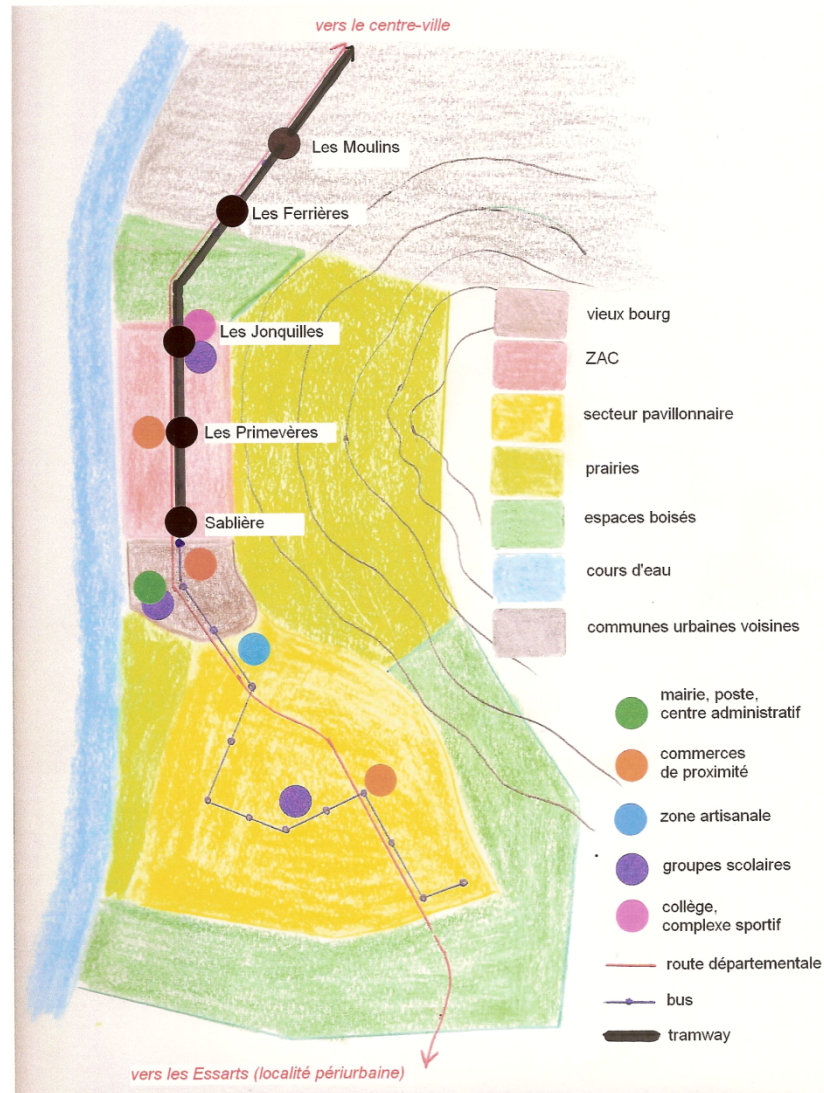 vers le centre-ville
Les Moulins
Les Ferrières
Les Jonquilles
Les Primevères
Sablière
vieux bourg
ZAC
secteur pavillonnaire
prairies
espaces boisés
cours d'eau
communes urbaines voisines
mairie, poste,
centre administratif
commerces
de proximité
zone artisanale
groupes scolaires
collège,
complexe sportif
route départementale
bus
tramway
vers les Essarts (localité périurbaine)